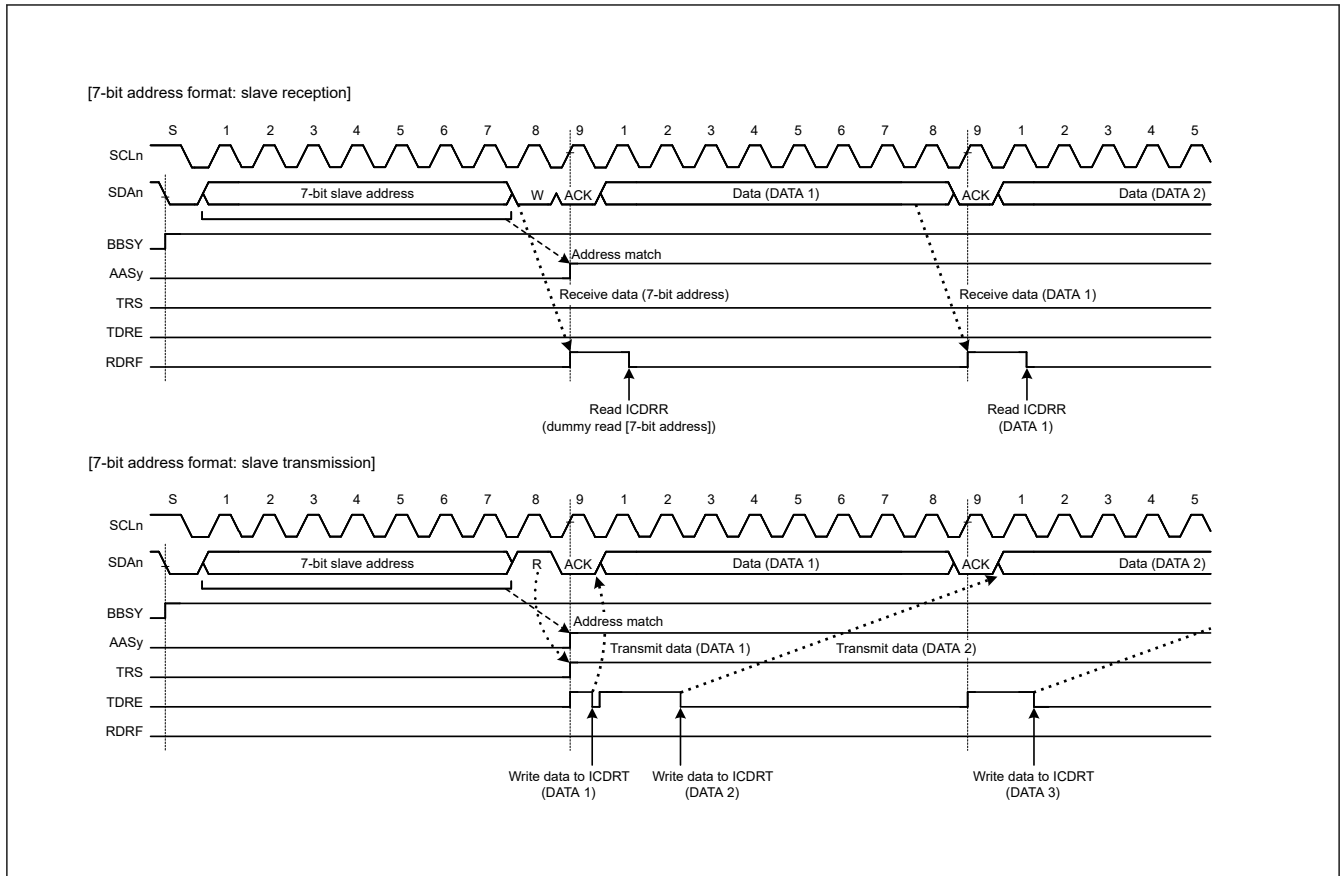 [7-bit address format: slave reception]
S 1 2 3 4 5 6 7 8 9 1 2 3 4 5 6 7 8 9 1 2 3 4 5
SCLn
SDAn 7-bit slave address W ACK Data (DATA 1) ACK Data (DATA 2)
BBSY
Address match
AASy
Receive data (7-bit address) Receive data (DATA 1)
TRS
TDRE
RDRF
Read ICDRR Read ICDRR
(dummy read [7-bit address]) (DATA 1)
[7-bit address format: slave transmission]
S 1 2 3 4 5 6 7 8 9 1 2 3 4 5 6 7 8 9 1 2 3 4 5
SCLn
SDAn 7-bit slave address R ACK Data (DATA 1) ACK Data (DATA 2)
BBSY
Address match
AASy
Transmit data (DATA 1) Transmit data (DATA 2)
TRS
TDRE
RDRF
Write data to ICDRT Write data to ICDRT Write data to ICDRT
(DATA 1) (DATA 2) (DATA 3)